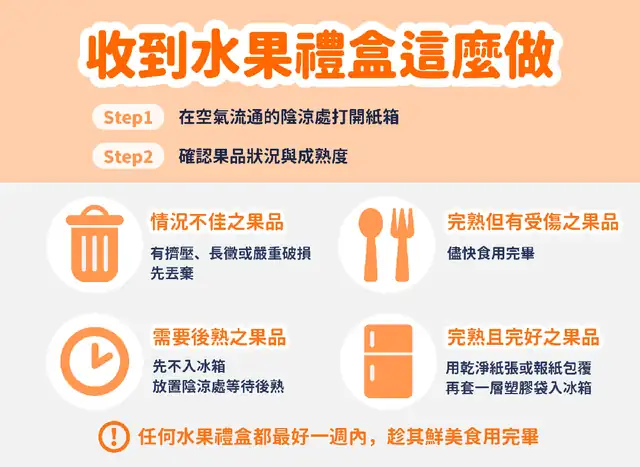 收到水果禮盒這麼做
Step1 在空氣流通的陰涼處打開紙箱
Step2 確認果品狀況與成熟度
情況不佳之果品
有擠壓、長黴或嚴重破損
先丟棄
完熟但有受傷之果品
儘快食用完畢
需要後熟之果品
先不入冰箱
放置陰涼處等待後熟
完熟且完好之果品
用乾淨紙張或報紙包覆
再套一層塑膠袋入冰箱
! 任何水果禮盒都最好一週內，趁其鮮美食用完畢